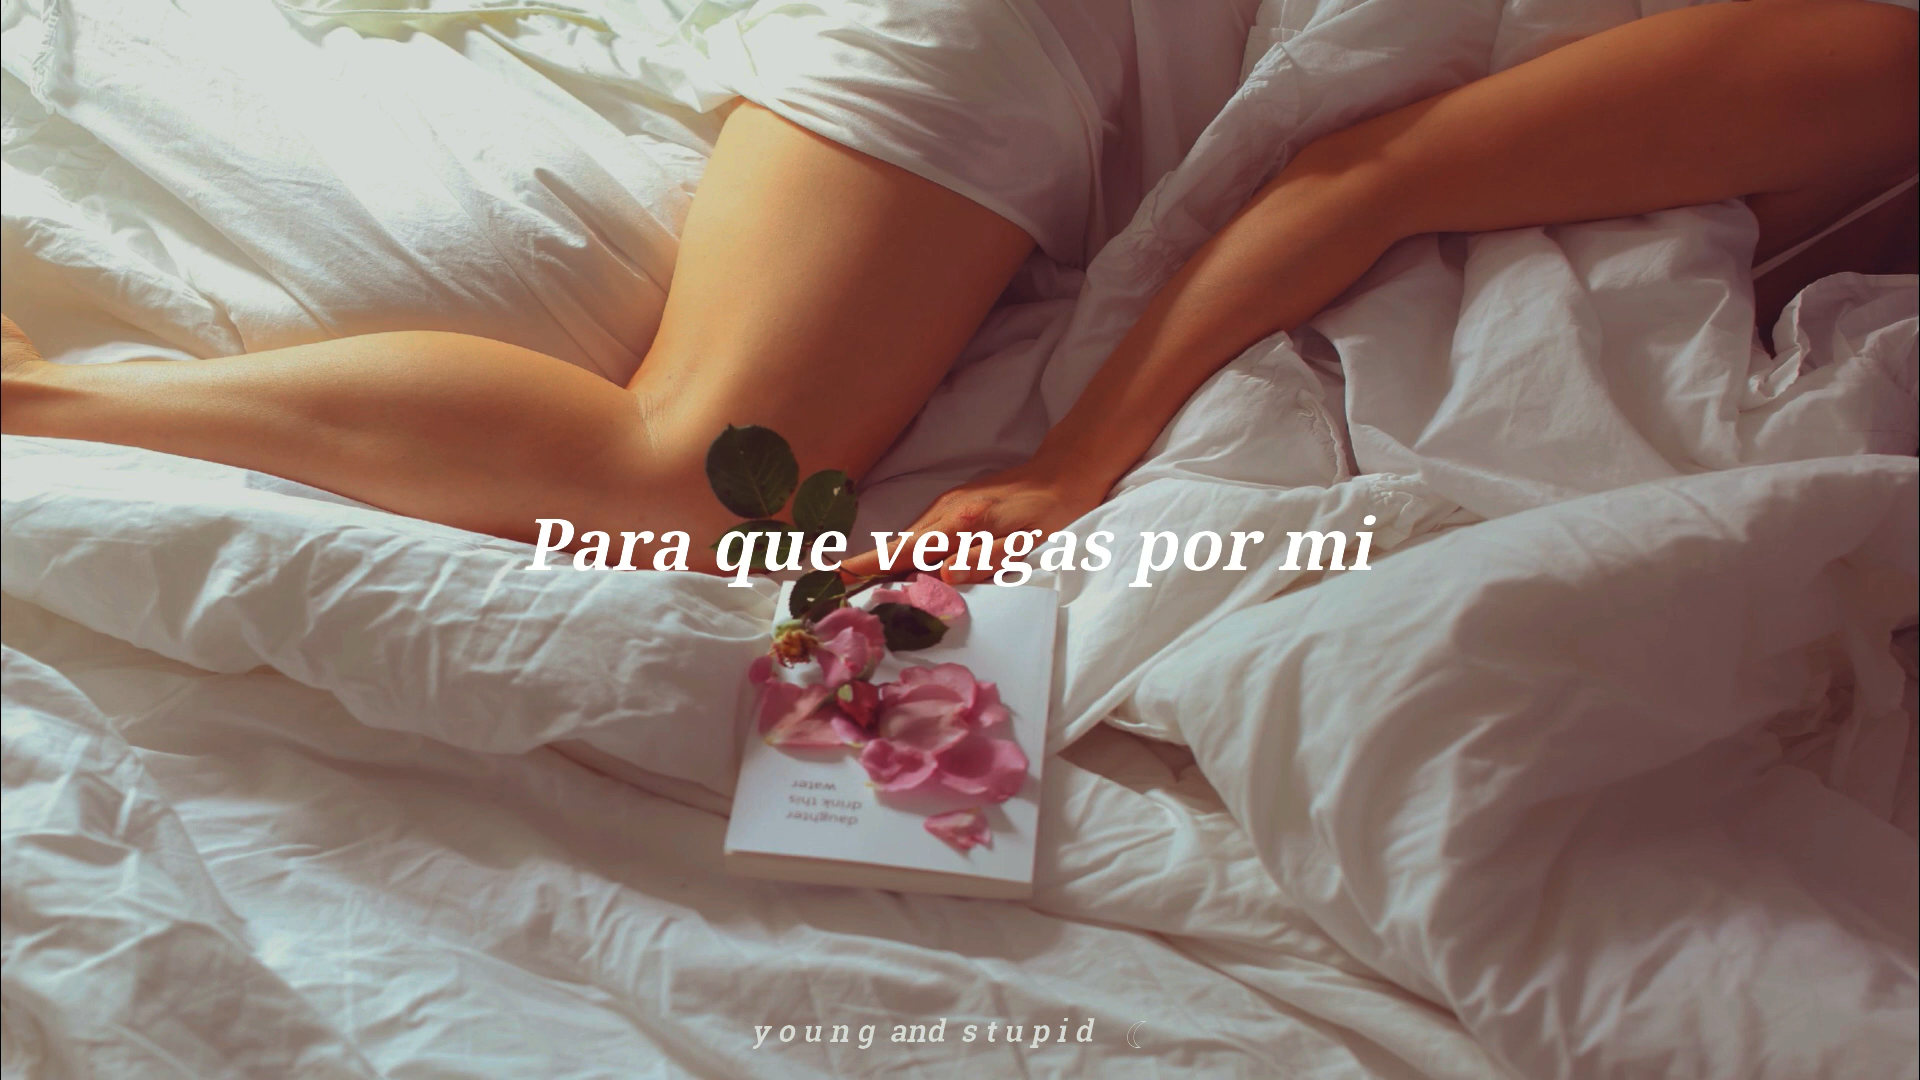 Para que vengas por mi
water
drink this
daughter
young and stupid ☾